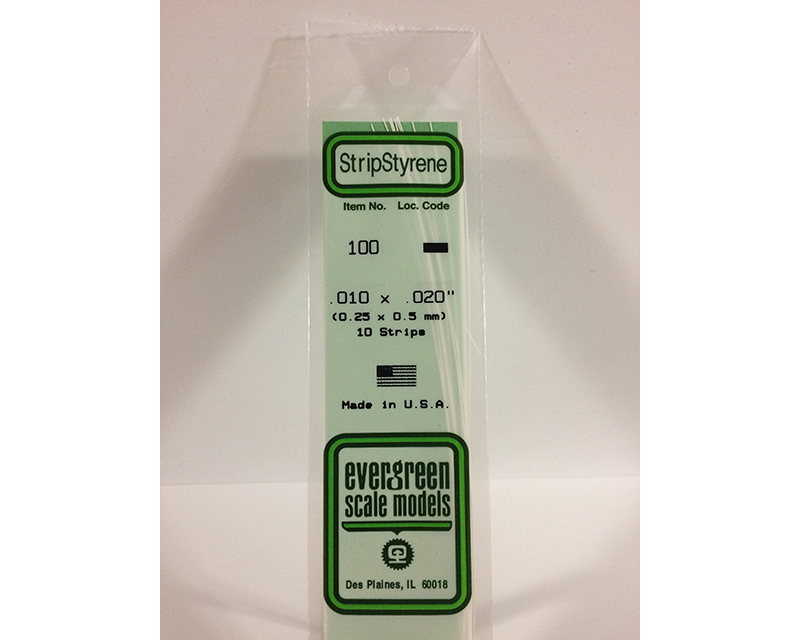 StripStyrene
Item No. Loc. Code
100
.010 x .020"
(0.25 x 0.5 mm)
10 Strips
Made in U.S.A.
evergreen
scale models
Des Plaines, IL 60018